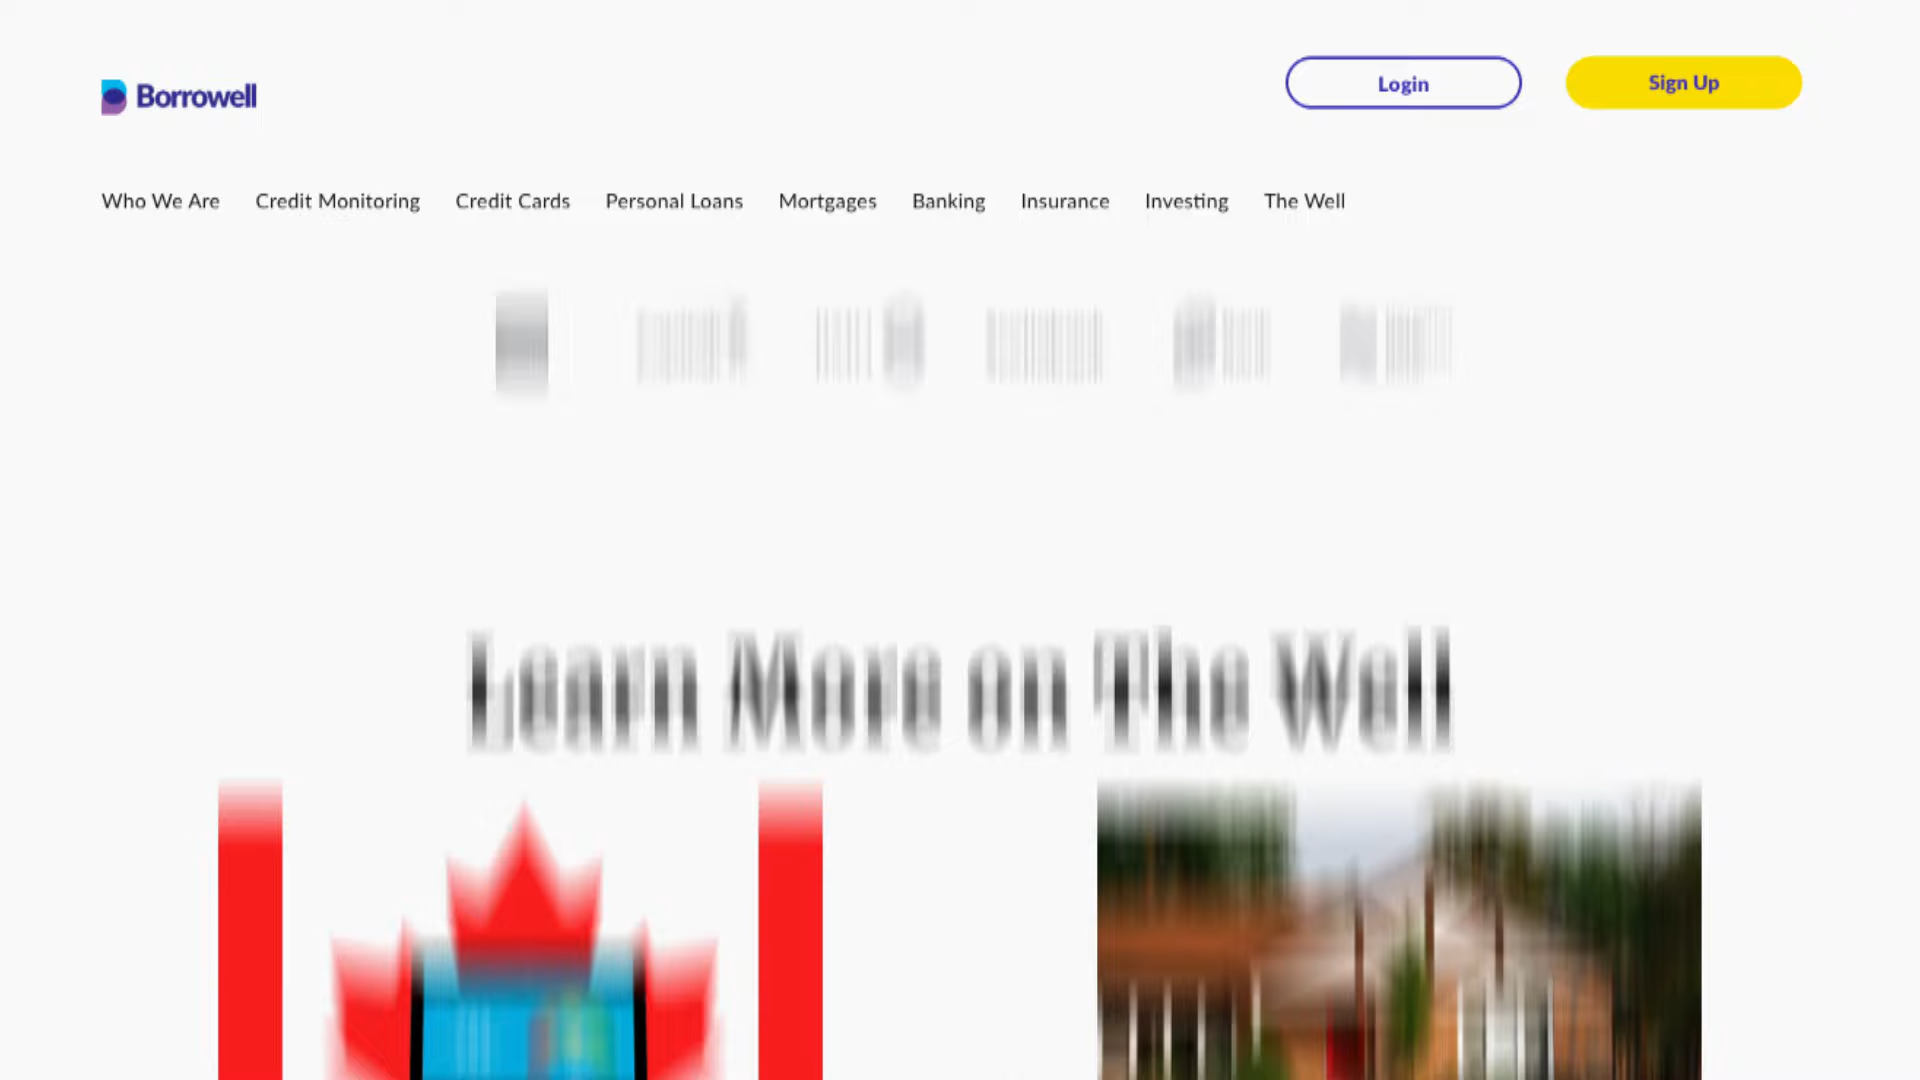 Borrowell
Login
Sign Up
Who We Are
Credit Monitoring
Credit Cards
Personal Loans
Mortgages
Banking
Insurance
Investing
The Well
Learn More on The Well